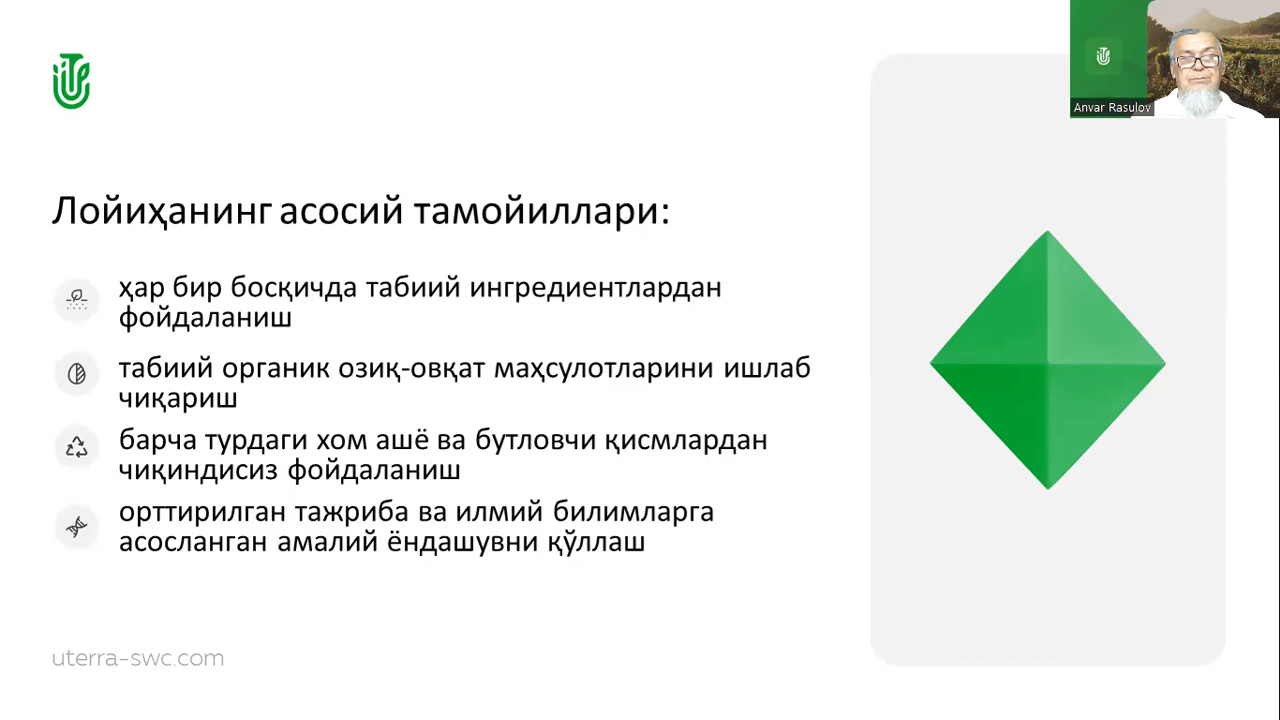 Anvar Rasulov
Лойиҳанинг асосий тамойиллари:
ҳар бир босқичда табиий ингредиентлардан
фойдаланиш
табиий органик озиқ-овқат маҳсулотларини ишлаб
чиқариш
барча турдаги хом ашё ва бутловчи қисмлардан
чиқиндисиз фойдаланиш
орттирилган тажриба ва илмий билимларга
асосланган амалий ёндашувни қўллаш
uterra-swc.com